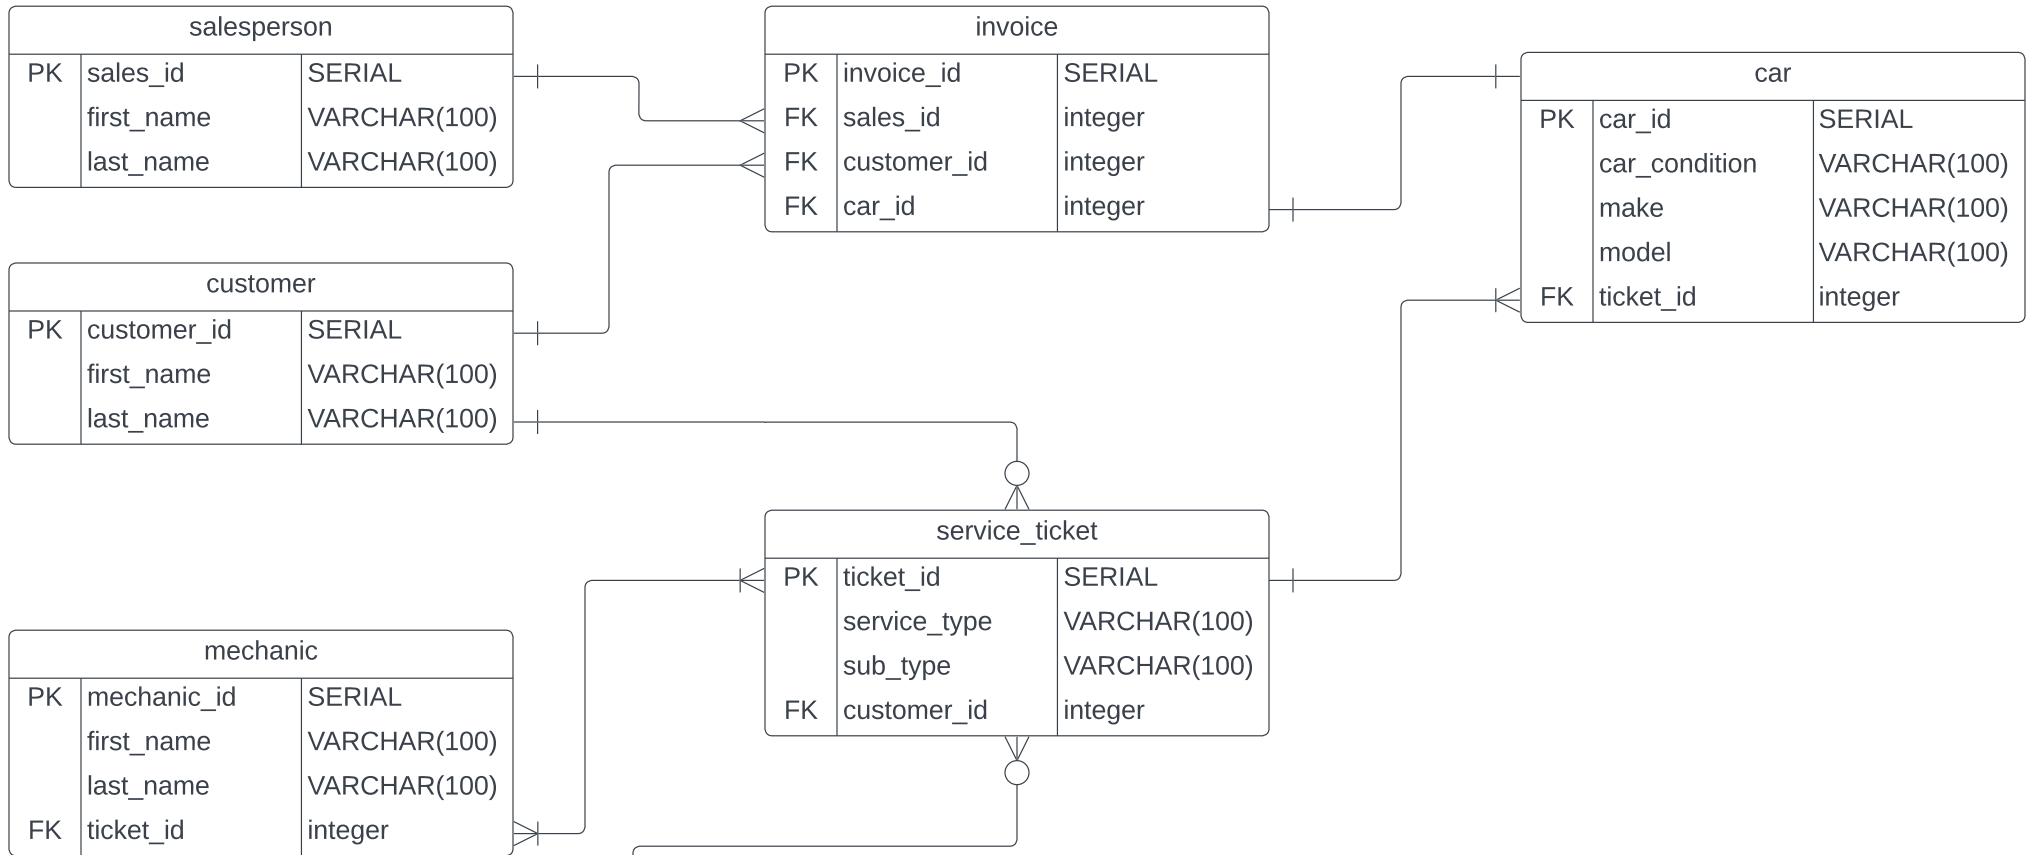 salesperson
PK sales_id SERIAL
first_name VARCHAR(100)
last_name VARCHAR(100)
invoice
PK invoice_id SERIAL
FK sales_id integer
FK customer_id integer
FK car_id integer
car
PK car_id SERIAL
car_condition VARCHAR(100)
make VARCHAR(100)
model VARCHAR(100)
FK ticket_id integer
customer
PK customer_id SERIAL
first_name VARCHAR(100)
last_name VARCHAR(100)
service_ticket
PK ticket_id SERIAL
service_type VARCHAR(100)
sub_type VARCHAR(100)
FK customer_id integer
mechanic
PK mechanic_id SERIAL
first_name VARCHAR(100)
last_name VARCHAR(100)
FK ticket_id integer